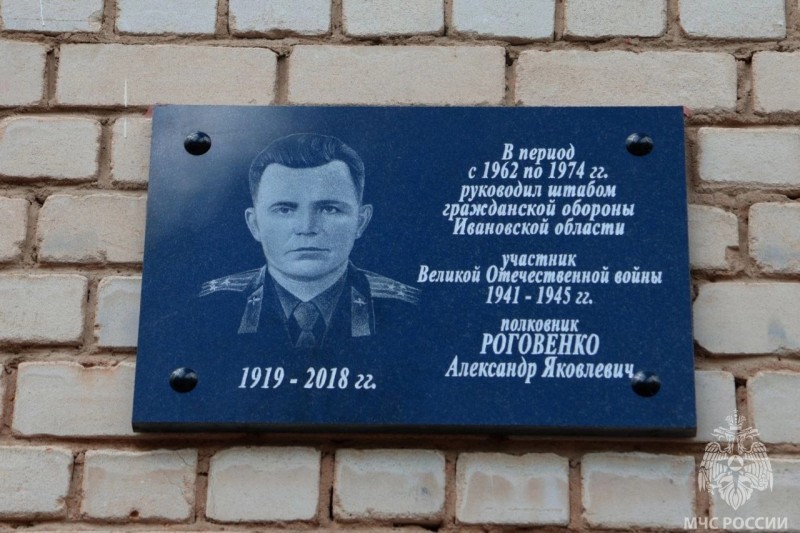 В период
с 1962 по 1974 гг.
руководил штабом
гражданской обороны
Ивановской области
участник
Великой Отечественной войны
1941 - 1945 гг.
полковник
РОГОВЕНКО
Александр Яковлевич
1919 - 2018 гг.
МЧС РОССИИ